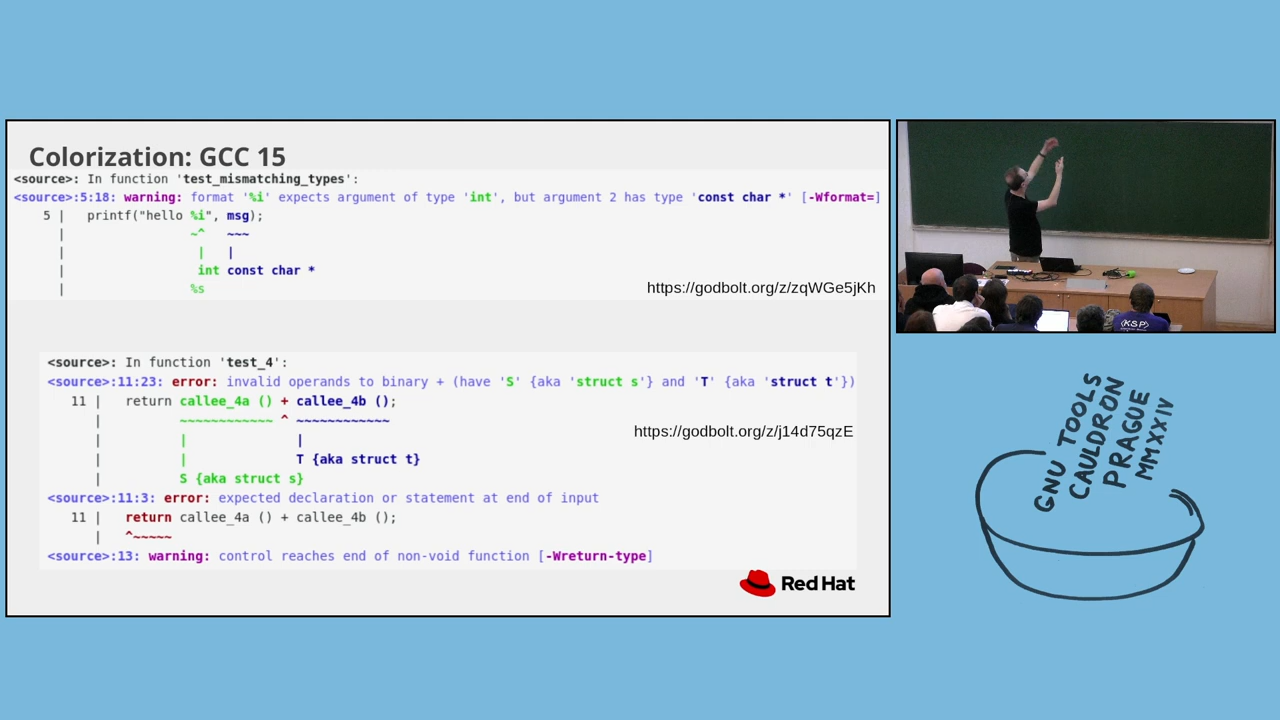 Colorization: GCC 15
<source>: In function 'test_mismatching_types':
<source>:5:18: warning: format '%i' expects argument of type 'int', but argument 2 has type 'const char *' [-Wformat=]
5 | printf("hello %i", msg);
| ~^ ~~~
| | |
| int const char *
| %s
https://godbolt.org/z/zqWGe5jKh
<source>: In function 'test_4':
<source>:11:23: error: invalid operands to binary + (have 'S' {aka 'struct s'} and 'T' {aka 'struct t'})
11 | return callee_4a () + callee_4b ();
| ~~~~~~~~~~~~ ^ ~~~~~~~~~~~~
| | |
| | T {aka struct t}
| S {aka struct s}
https://godbolt.org/z/j14d75qzE
<source>:11:3: error: expected declaration or statement at end of input
11 | return callee_4a () + callee_4b ();
| ^~~~~~
<source>:13: warning: control reaches end of non-void function [-Wreturn-type]
Red Hat
(KSP)
GNU TOOLS
CAULDRON
PRAGUE
MMXXIV